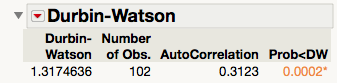 Durbin-Watson
Durbin- Number
Watson of Obs. AutoCorrelation Prob<DW
1.3174636 102 0.3123 0.0002*